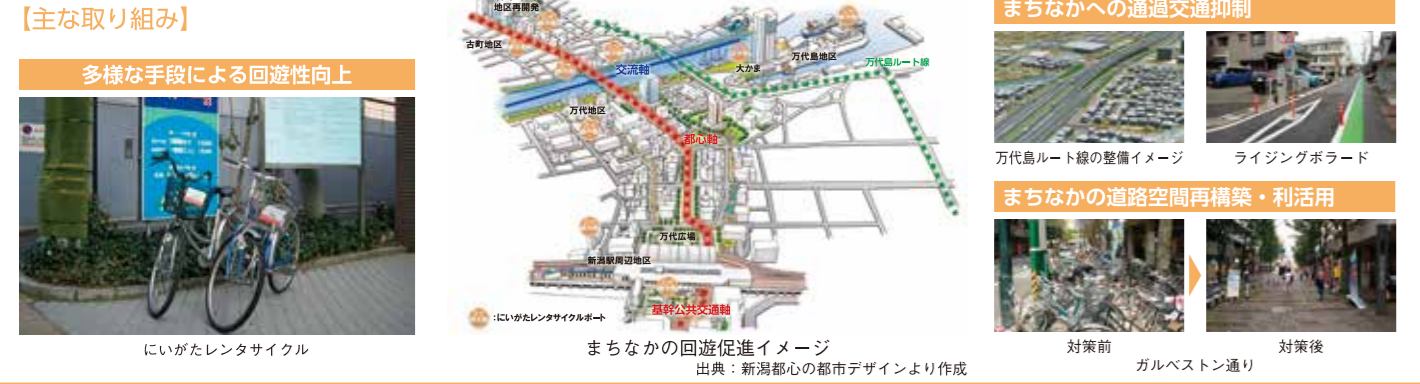 【主な取り組み】
多様な手段による回遊性向上
にいがたレンタサイクル
地区再開発
古町地区
交流軸
大かま
万代島地区
万代島ルート線
万代地区
都心軸
万代広場
新潟駅周辺地区
基幹公共交通軸
:にいがたレンタサイクルポート
まちなかの回遊促進イメージ
出典：新潟都心の都市デザインより作成
まちなかへの通過交通抑制
万代島ルート線の整備イメージ
ライジングボラード
まちなかの道路空間再構築・利活用
対策前
対策後
ガルベストン通り